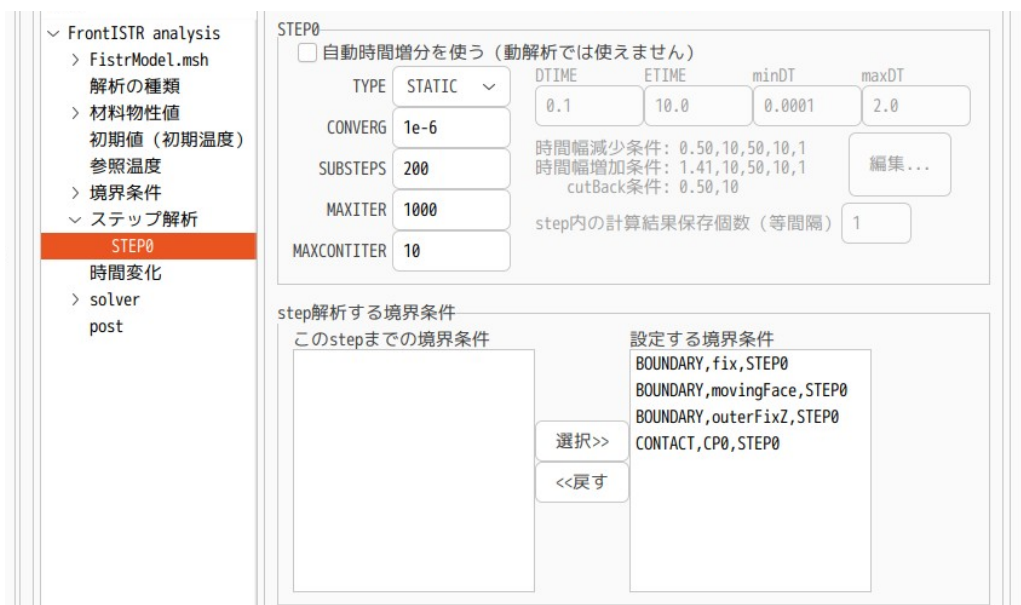 FrontISTR analysis
FistrModel.msh
解析の種類
材料物性値
初期値（初期温度）
参照温度
境界条件
ステップ解析
STEP0
時間変化
solver
post
STEP0
自動時間増分を使う（動解析では使えません）
TYPE STATIC
CONVERG 1e-6
SUBSTEPS 200
MAXITER 1000
MAXCONTITER 10
DTIME ETIME minDT maxDT
0.1 10.0 0.0001 2.0
時間幅減少条件: 0.50,10,50,10,1
時間幅増加条件: 1.41,10,50,10,1
cutBack条件: 0.50,10
編集...
step内の計算結果保存個数（等間隔） 1
step解析する境界条件
このstepまでの境界条件
選択>>
<<戻す
設定する境界条件
BOUNDARY,fix,STEP0
BOUNDARY,movingFace,STEP0
BOUNDARY,outerFixZ,STEP0
CONTACT,CP0,STEP0